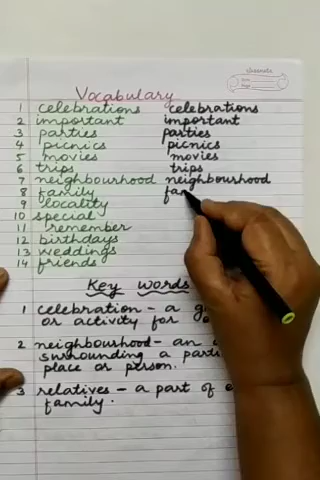 classmate
Vocabulary
1 celebrations celebrations
2 important important
3 parties parties
4 picnics picnics
5 movies movies
6 trips trips
7 neighbourhood neighbourhood
8 family fam
9 locality
10 special
11 remember
12 birthdays
13 weddings
14 friends
Key words
1 celebration - a
or activity for
2 neighbourhood - an
surrounding a
place or person.
3 relatives - a part of
family.